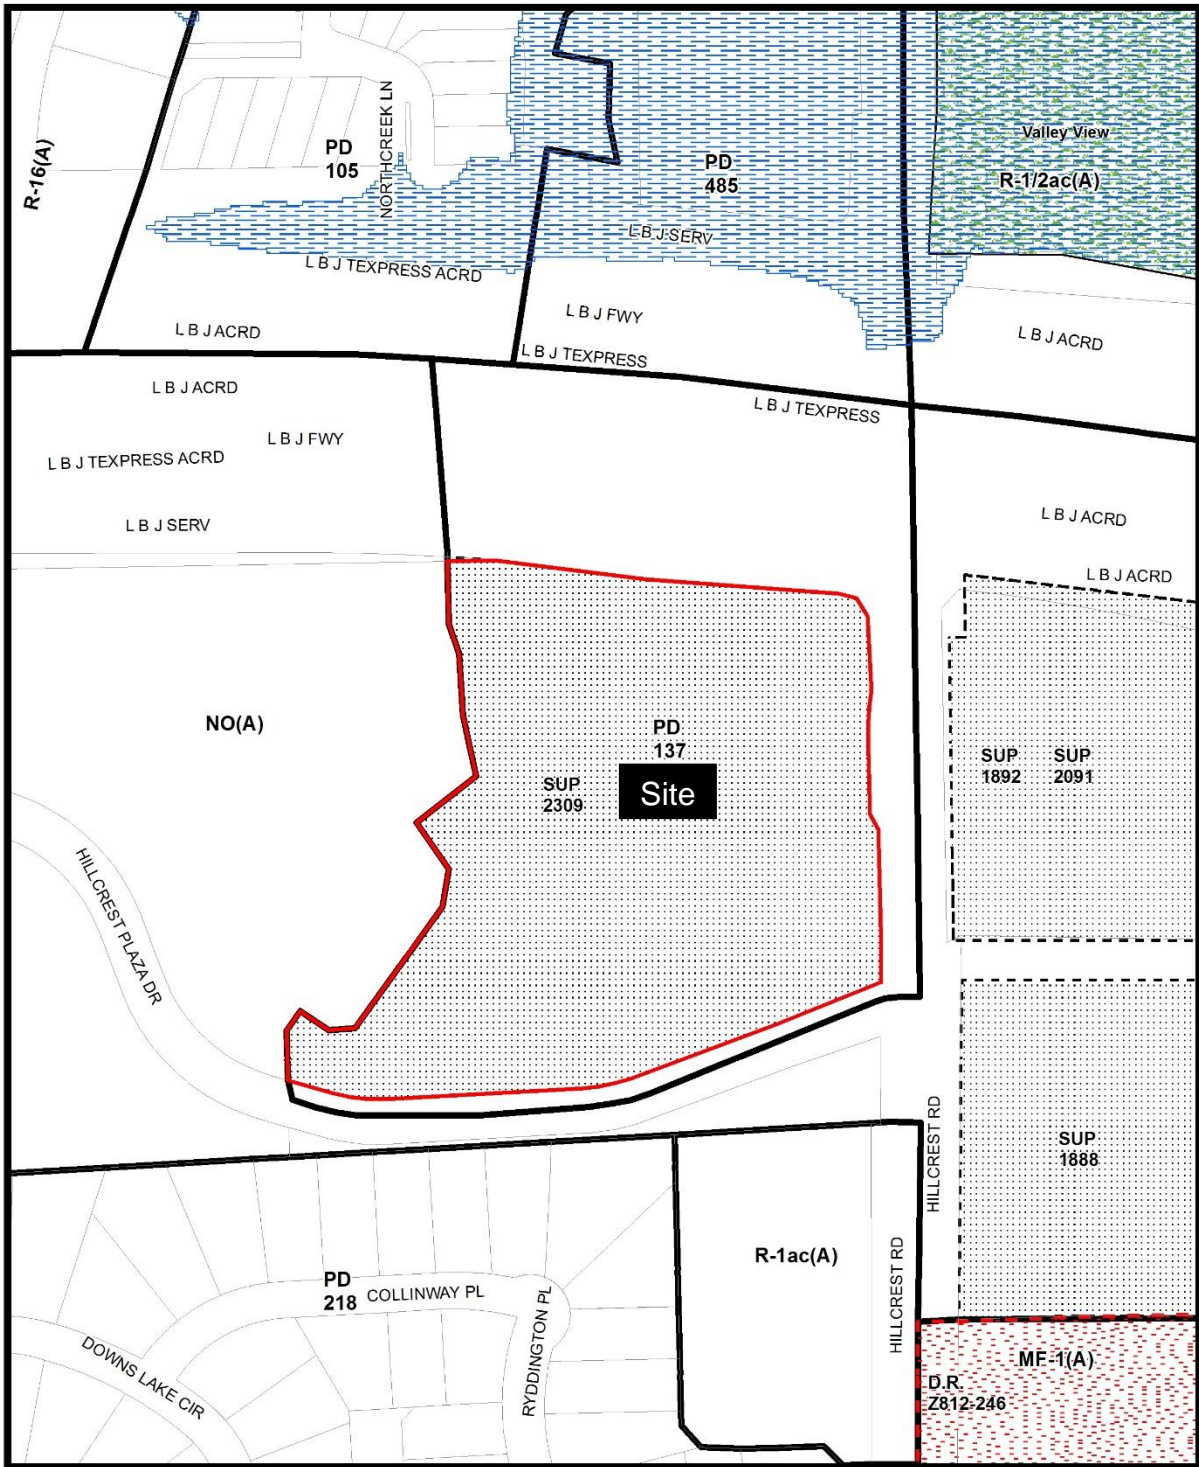 R-16(A)
PD
105
NORTHCREEK LN
PD
485
Valley View
R-1/2ac(A)
L B J SERV
L B J TEXPRESS ACRD
L B J FWY
L B J ACRD
L B J ACRD
L B J TEXPRESS
L B J ACRD
L B J TEXPRESS
L B J FWY
L B J TEXPRESS ACRD
L B J SERV
L B J ACRD
L B J ACRD
NO(A)
PD
137
SUP
2309
Site
SUP
1892
SUP
2091
HILLCREST PLAZA DR
HILLCREST RD
SUP
1888
HILLCREST RD
R-1ac(A)
PD
218
COLLINWAY PL
RYDDINGTON PL
DOWNS LAKE CIR
MF-1(A)
D.R.
Z812-246